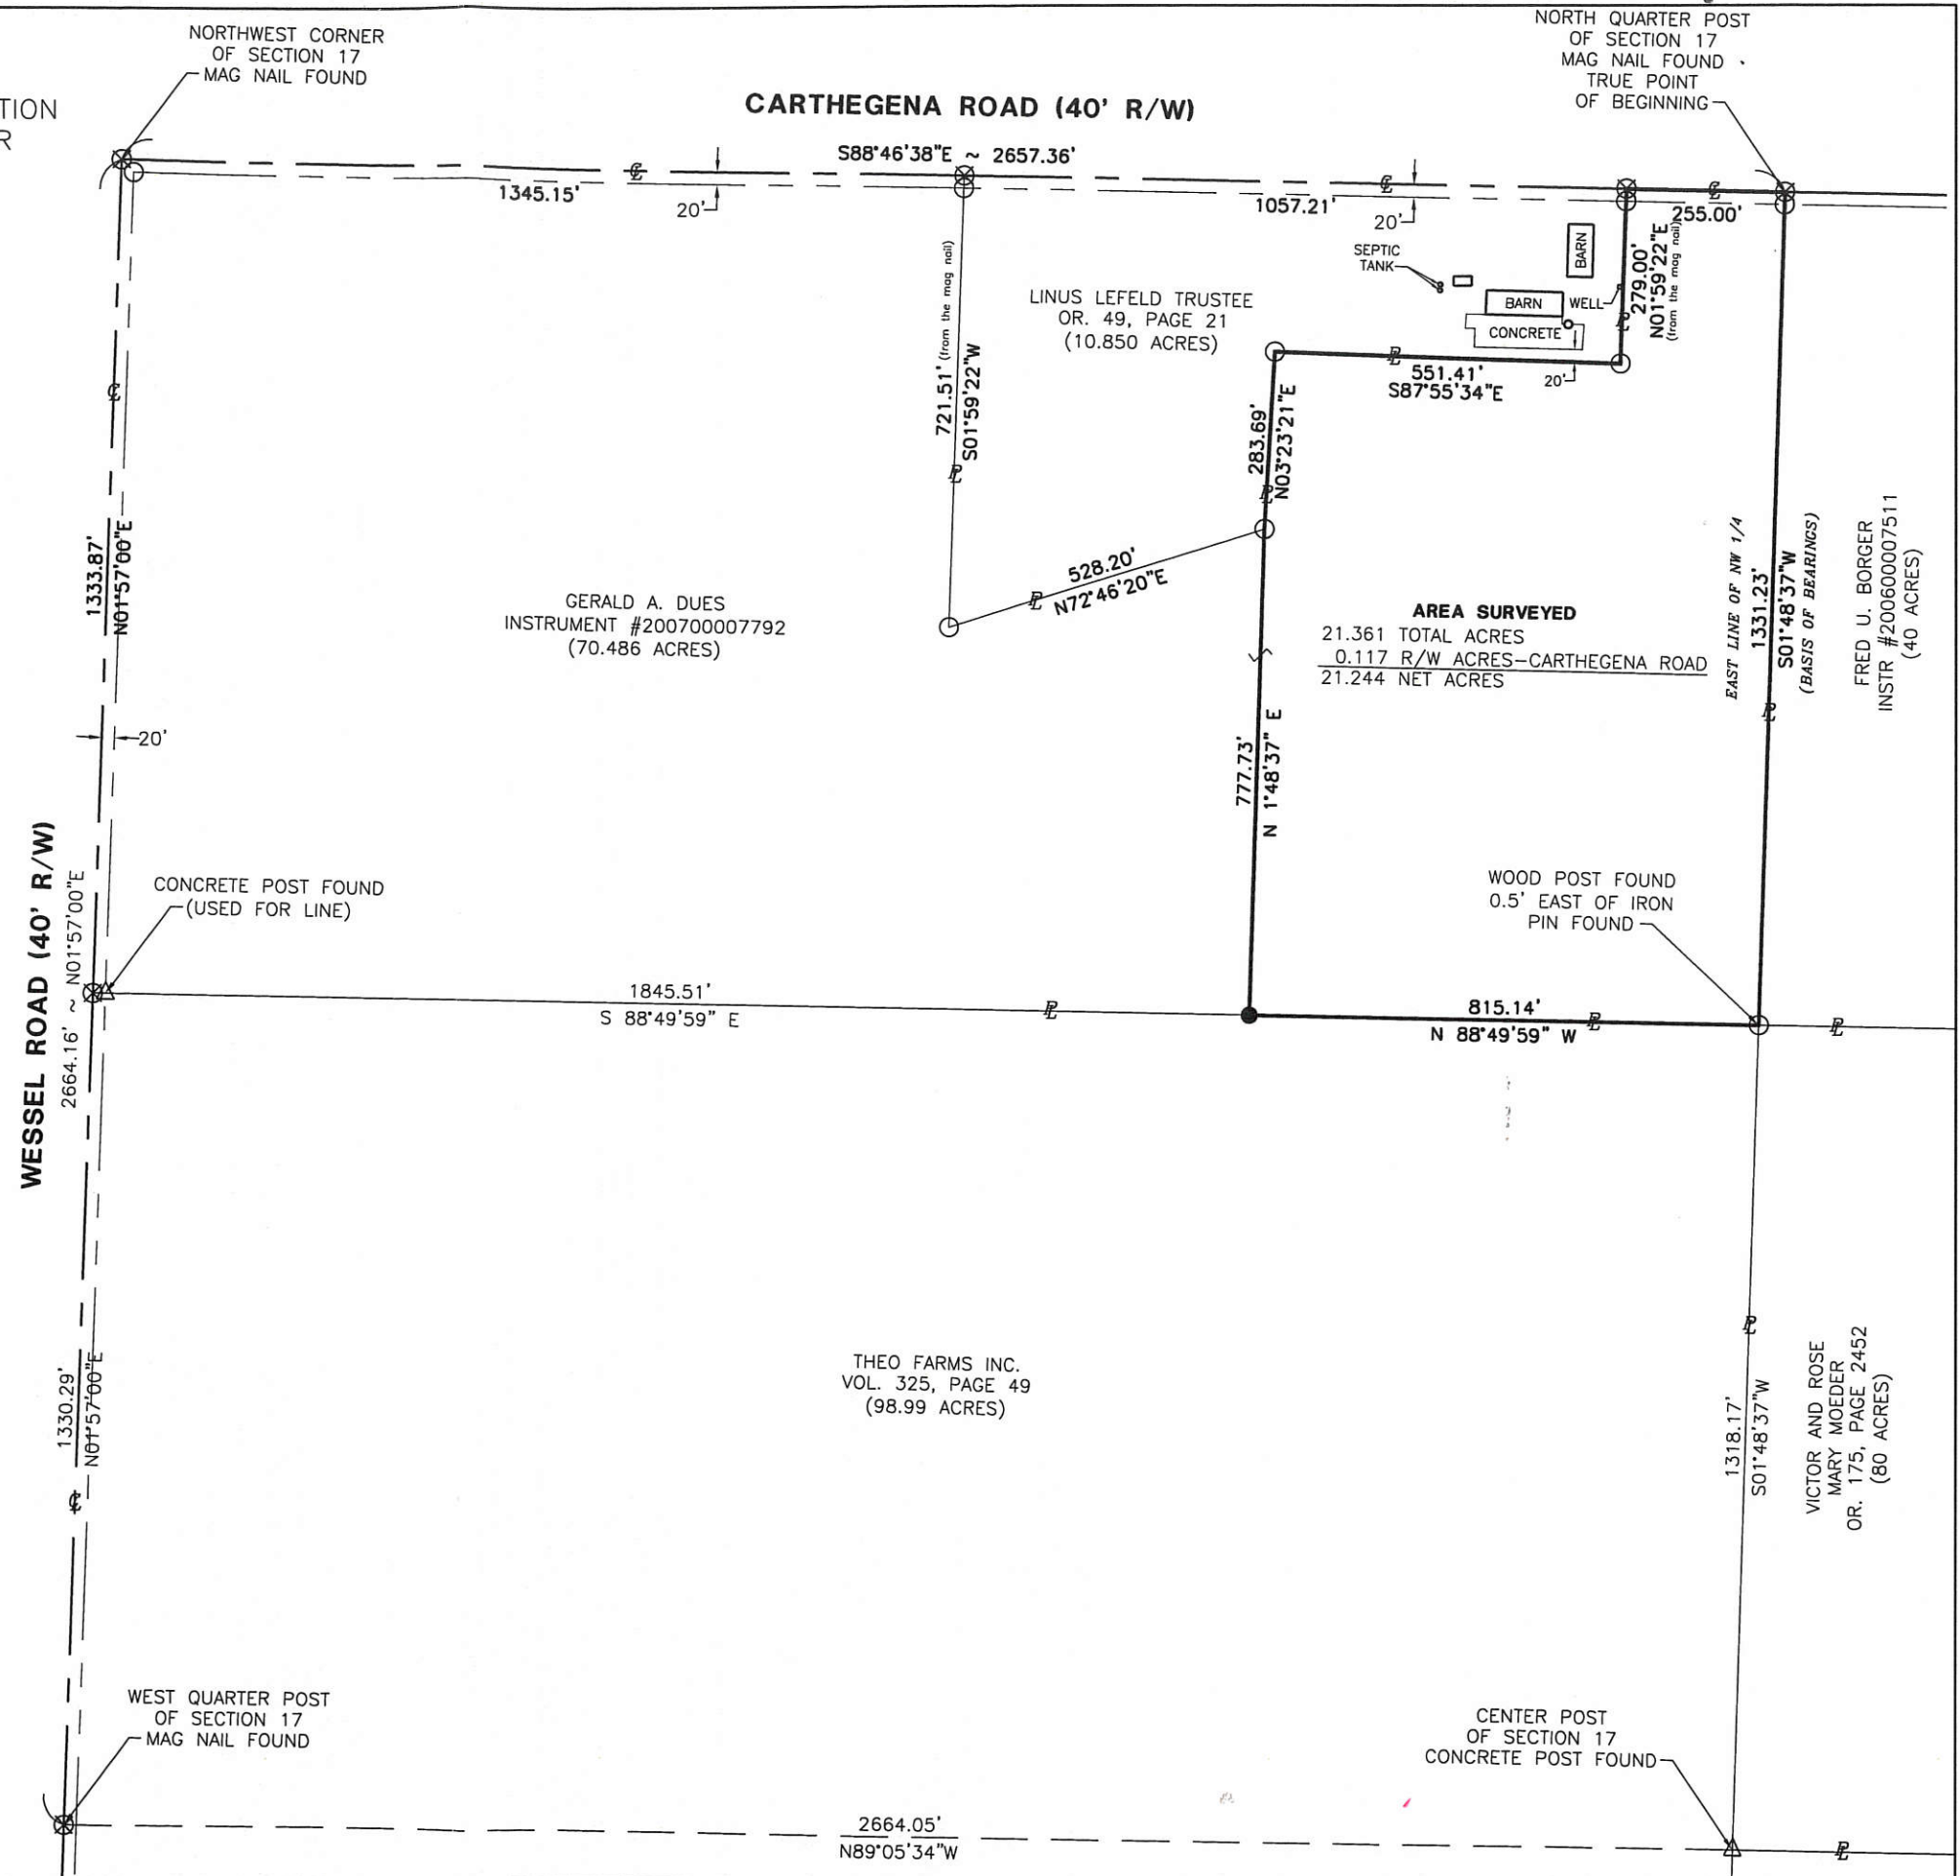 NORTHWEST CORNER
OF SECTION 17
MAG NAIL FOUND
TION
R
CARTHEGENA ROAD (40' R/W)
NORTH QUARTER POST
OF SECTION 17
MAG NAIL FOUND
TRUE POINT
OF BEGINNING
S88°46'38"E ~ 2657.36'
1345.15'
20'
1057.21'
20'
255.00'
721.51' (from the mag nail)
S01°59'22"W
LINUS LEFELD TRUSTEE
OR. 49, PAGE 21
(10.850 ACRES)
SEPTIC
TANK
BARN
BARN
WELL
CONCRETE
279.00'
N01°59'22"E
(from the mag nail)
551.41'
S87°55'34"E
20'
283.69'
N03°23'21"E
528.20'
N72°46'20"E
1333.87'
N01°57'00"E
20'
GERALD A. DUES
INSTRUMENT #200700007792
(70.486 ACRES)
AREA SURVEYED
21.361 TOTAL ACRES
0.117 R/W ACRES-CARTHEGENA ROAD
21.244 NET ACRES
EAST LINE OF NW 1/4
1331.23'
S01°48'37"W
(BASIS OF BEARINGS)
FRED U. BORGER
INSTR #200600007511
(40 ACRES)
777.73'
N 1°48'37" E
WESSEL ROAD (40' R/W)
2664.16' ~ N01°57'00"E
CONCRETE POST FOUND
(USED FOR LINE)
WOOD POST FOUND
0.5' EAST OF IRON
PIN FOUND
1845.51'
S 88°49'59" E
815.14'
N 88°49'59" W
1330.29'
N01°57'00"E
THEO FARMS INC.
VOL. 325, PAGE 49
(98.99 ACRES)
1318.17'
S01°48'37"W
VICTOR AND ROSE
MARY MOEDER
OR. 175, PAGE 2452
(80 ACRES)
WEST QUARTER POST
OF SECTION 17
MAG NAIL FOUND
CENTER POST
OF SECTION 17
CONCRETE POST FOUND
2664.05'
N89°05'34"W